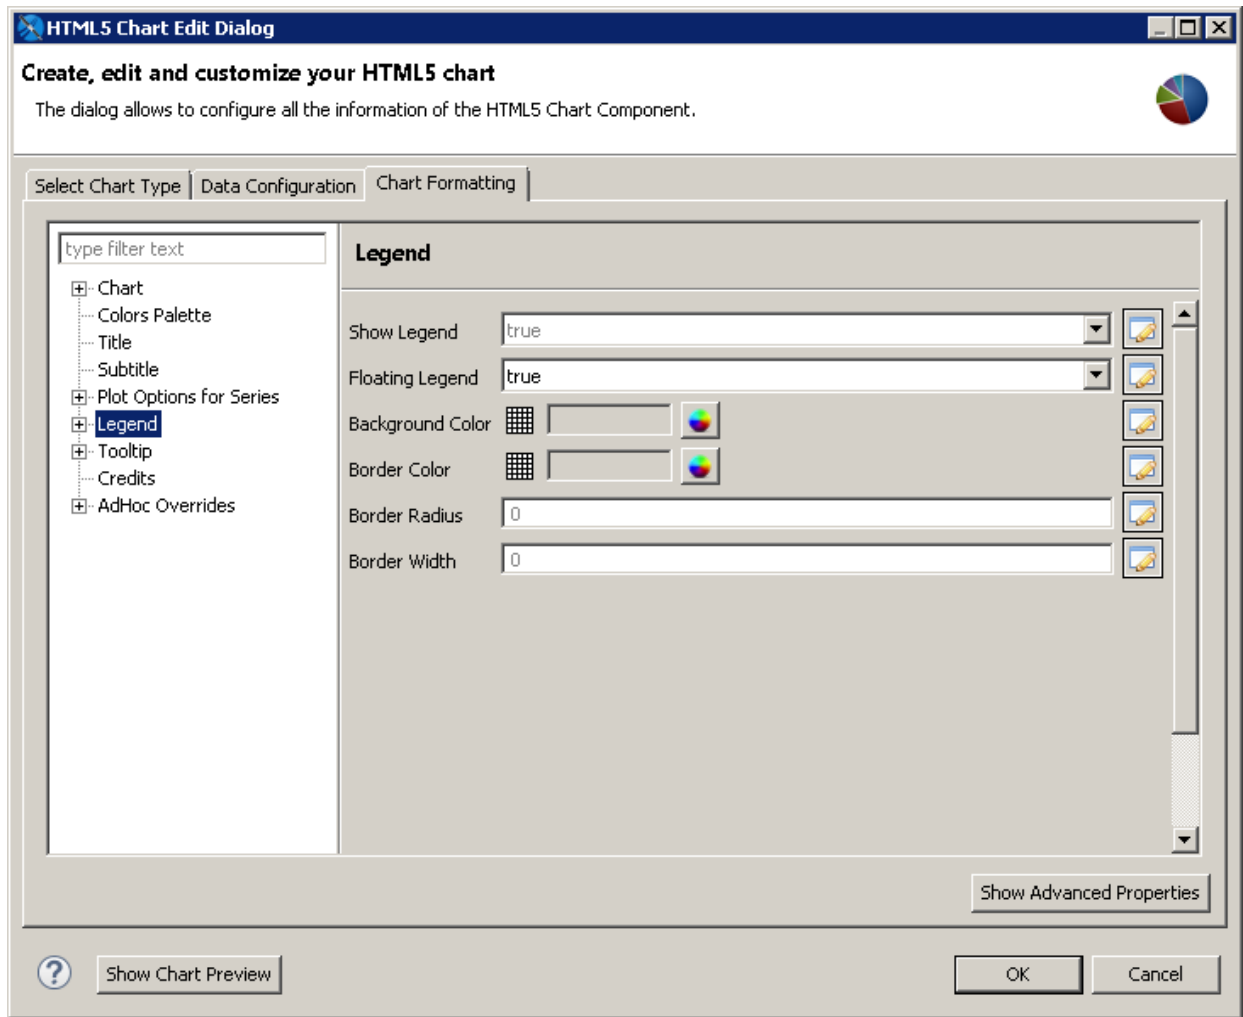 HTML5 Chart Edit Dialog
Create, edit and customize your HTML5 chart
The dialog allows to configure all the information of the HTML5 Chart Component.
Select Chart Type
Data Configuration
Chart Formatting
type filter text
Chart
Colors Palette
Title
Subtitle
Plot Options for Series
Legend
Tooltip
Credits
AdHoc Overrides
Legend
Show Legend
true
Floating Legend
true
Background Color
Border Color
Border Radius
0
Border Width
0
Show Advanced Properties
?
Show Chart Preview
OK
Cancel